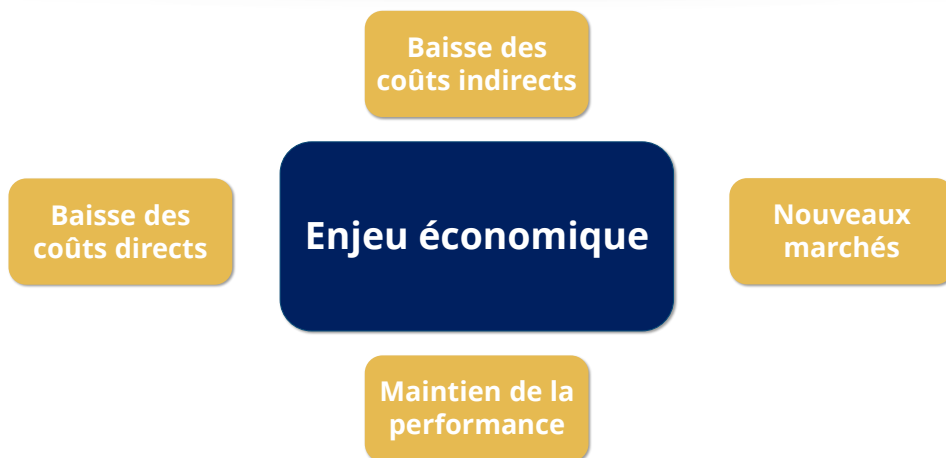 Baisse des
coûts indirects
Baisse des
coûts directs
Enjeu économique
Nouveaux
marchés
Maintien de la
performance